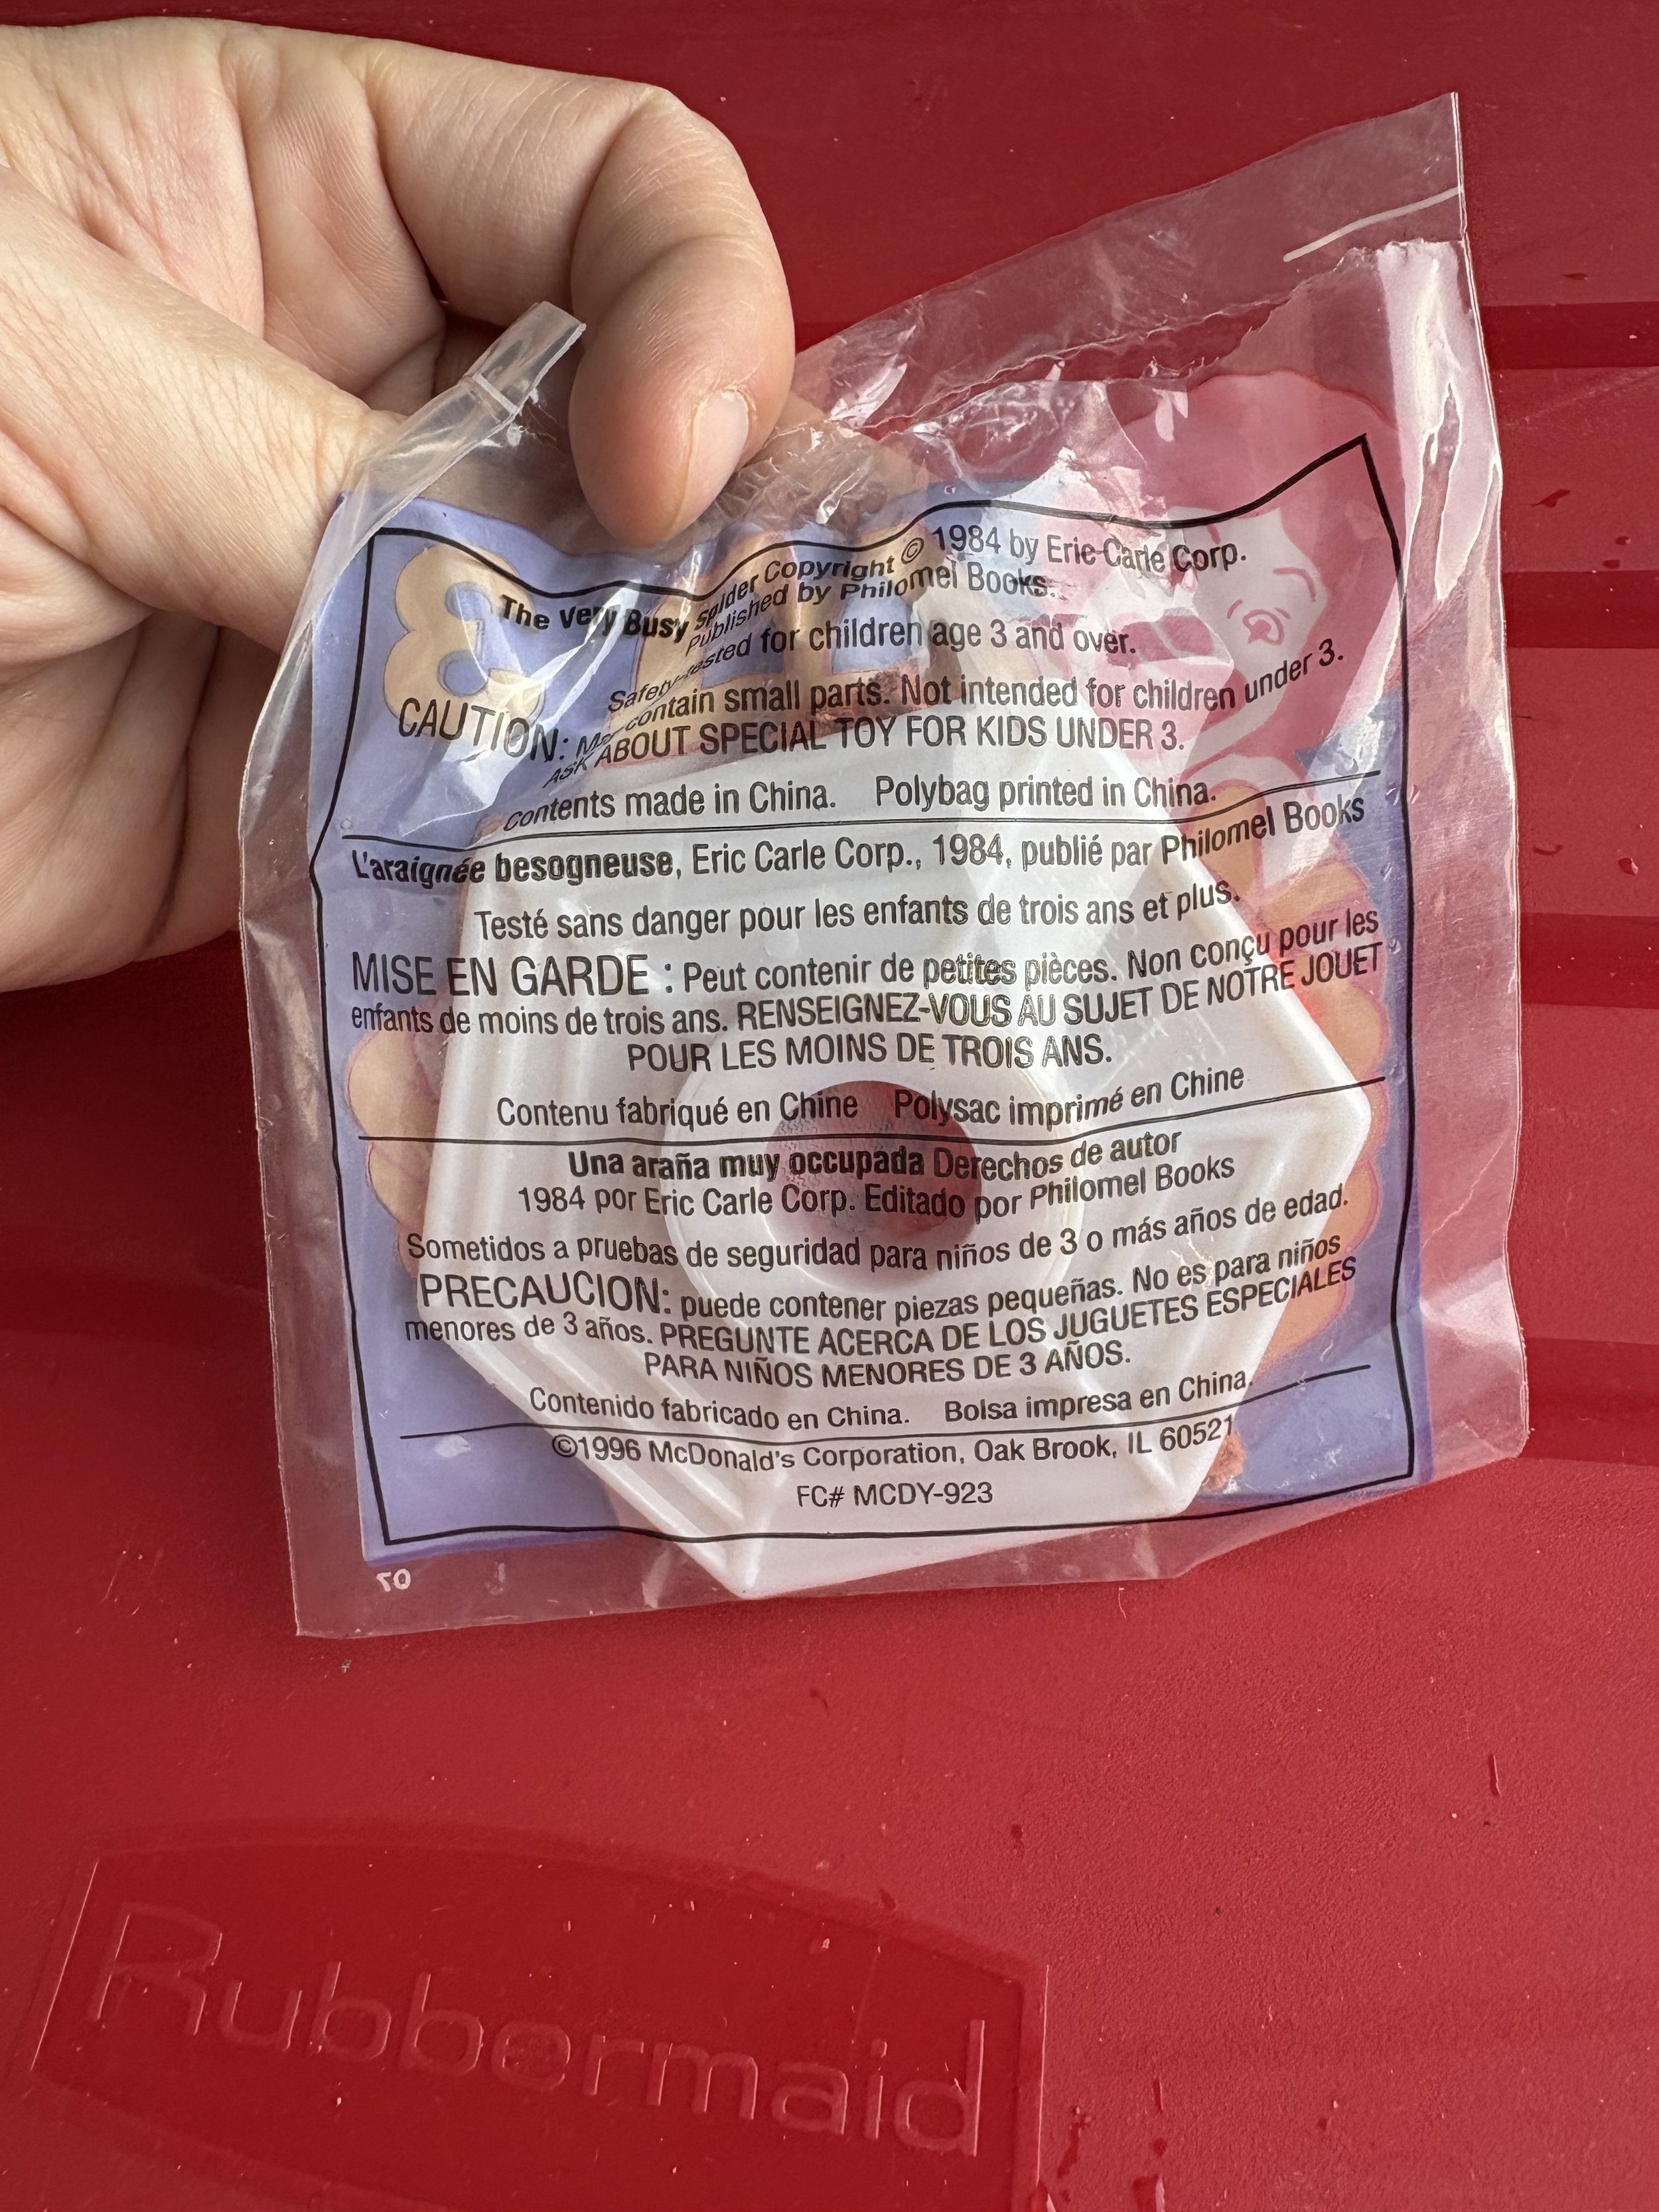 The Very Busy Spider Copyright © 1984 by Eric Carle Corp.
Published by Philomel Books.
Safety-tested for children age 3 and over.
CAUTION: May contain small parts. Not intended for children under 3.
ASK ABOUT SPECIAL TOY FOR KIDS UNDER 3.
Contents made in China. Polybag printed in China.
L'araignée besogneuse, Eric Carle Corp., 1984, publié par Philomel Books
Testé sans danger pour les enfants de trois ans et plus.
MISE EN GARDE : Peut contenir de petites pièces. Non conçu pour les
enfants de moins de trois ans. RENSEIGNEZ-VOUS AU SUJET DE NOTRE JOUET
POUR LES MOINS DE TROIS ANS.
Contenu fabriqué en Chine Polysac imprimé en Chine
Una araña muy occupada Derechos de autor
1984 por Eric Carle Corp. Editado por Philomel Books
Sometidos a pruebas de seguridad para niños de 3 o más años de edad.
PRECAUCION: puede contener piezas pequeñas. No es para niños
menores de 3 años. PREGUNTE ACERCA DE LOS JUGUETES ESPECIALES
PARA NIÑOS MENORES DE 3 AÑOS.
Contenido fabricado en China. Bolsa impresa en China.
©1996 McDonald's Corporation, Oak Brook, IL 60521
FC# MCDY-923
Rubbermaid